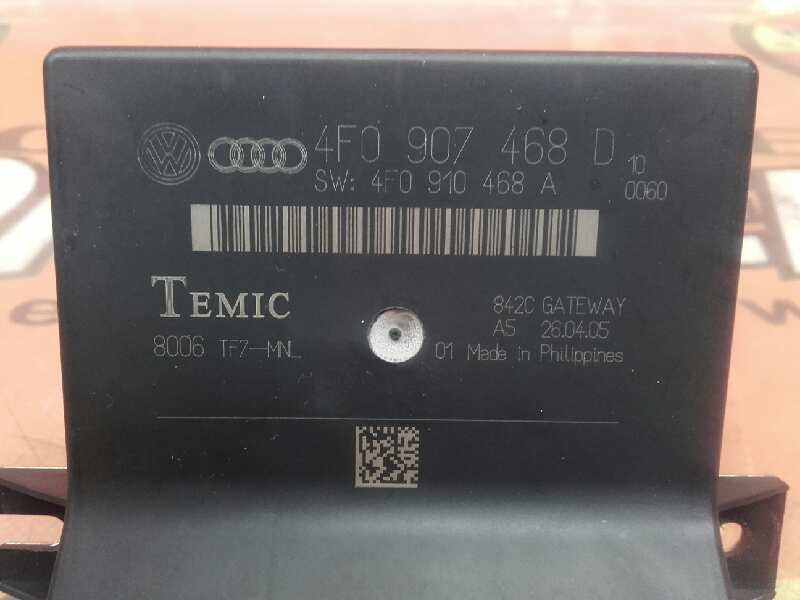 4F0 907 468 D 10
SW: 4F0 910 468 A 0060
TEMIC
842C GATEWAY
A5 26.04.05
8006 TF7-MNL 01 Made in Philippines